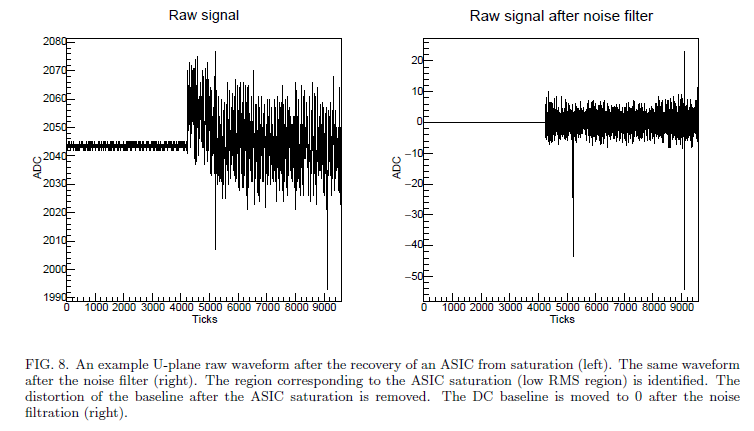 Raw signal
Raw signal after noise filter
2080
2070
2060
2050
2040
2030
2020
2010
2000
1990
ADC
0 1000 2000 3000 4000 5000 6000 7000 8000 9000
Ticks
20
10
0
−10
−20
−30
−40
−50
ADC
0 1000 2000 3000 4000 5000 6000 7000 8000 9000
Ticks
FIG. 8. An example U-plane raw waveform after the recovery of an ASIC from saturation (left). The same waveform
after the noise filter (right). The region corresponding to the ASIC saturation (low RMS region) is identified. The
distortion of the baseline after the ASIC saturation is removed. The DC baseline is moved to 0 after the noise
filtration (right).